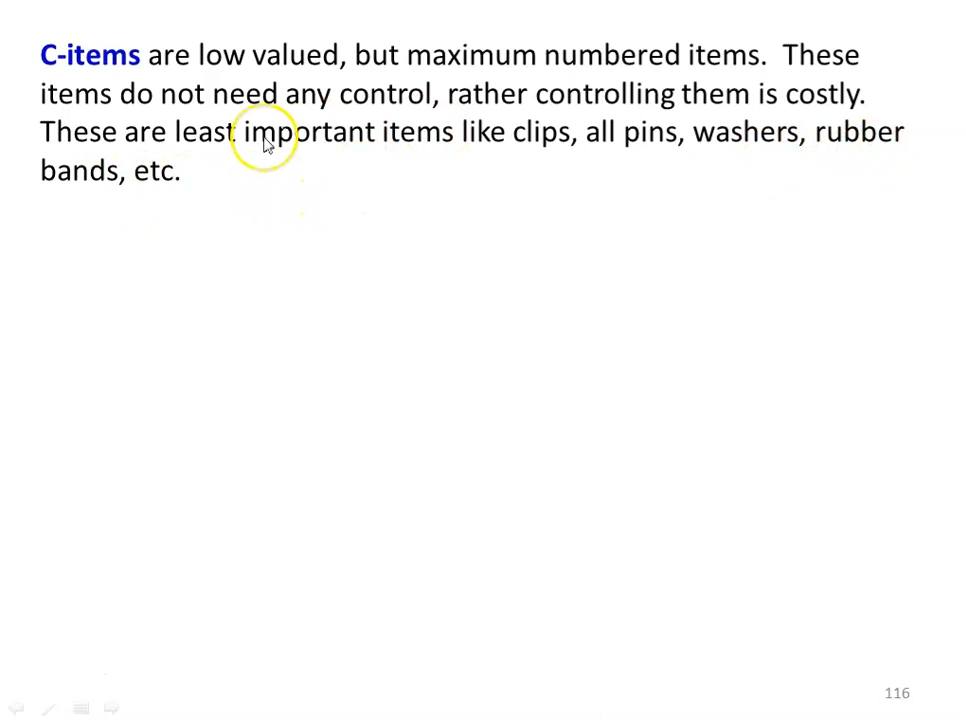 C-items are low valued, but maximum numbered items.  These
items do not need any control, rather controlling them is costly.
These are least important items like clips, all pins, washers, rubber
bands, etc.
116